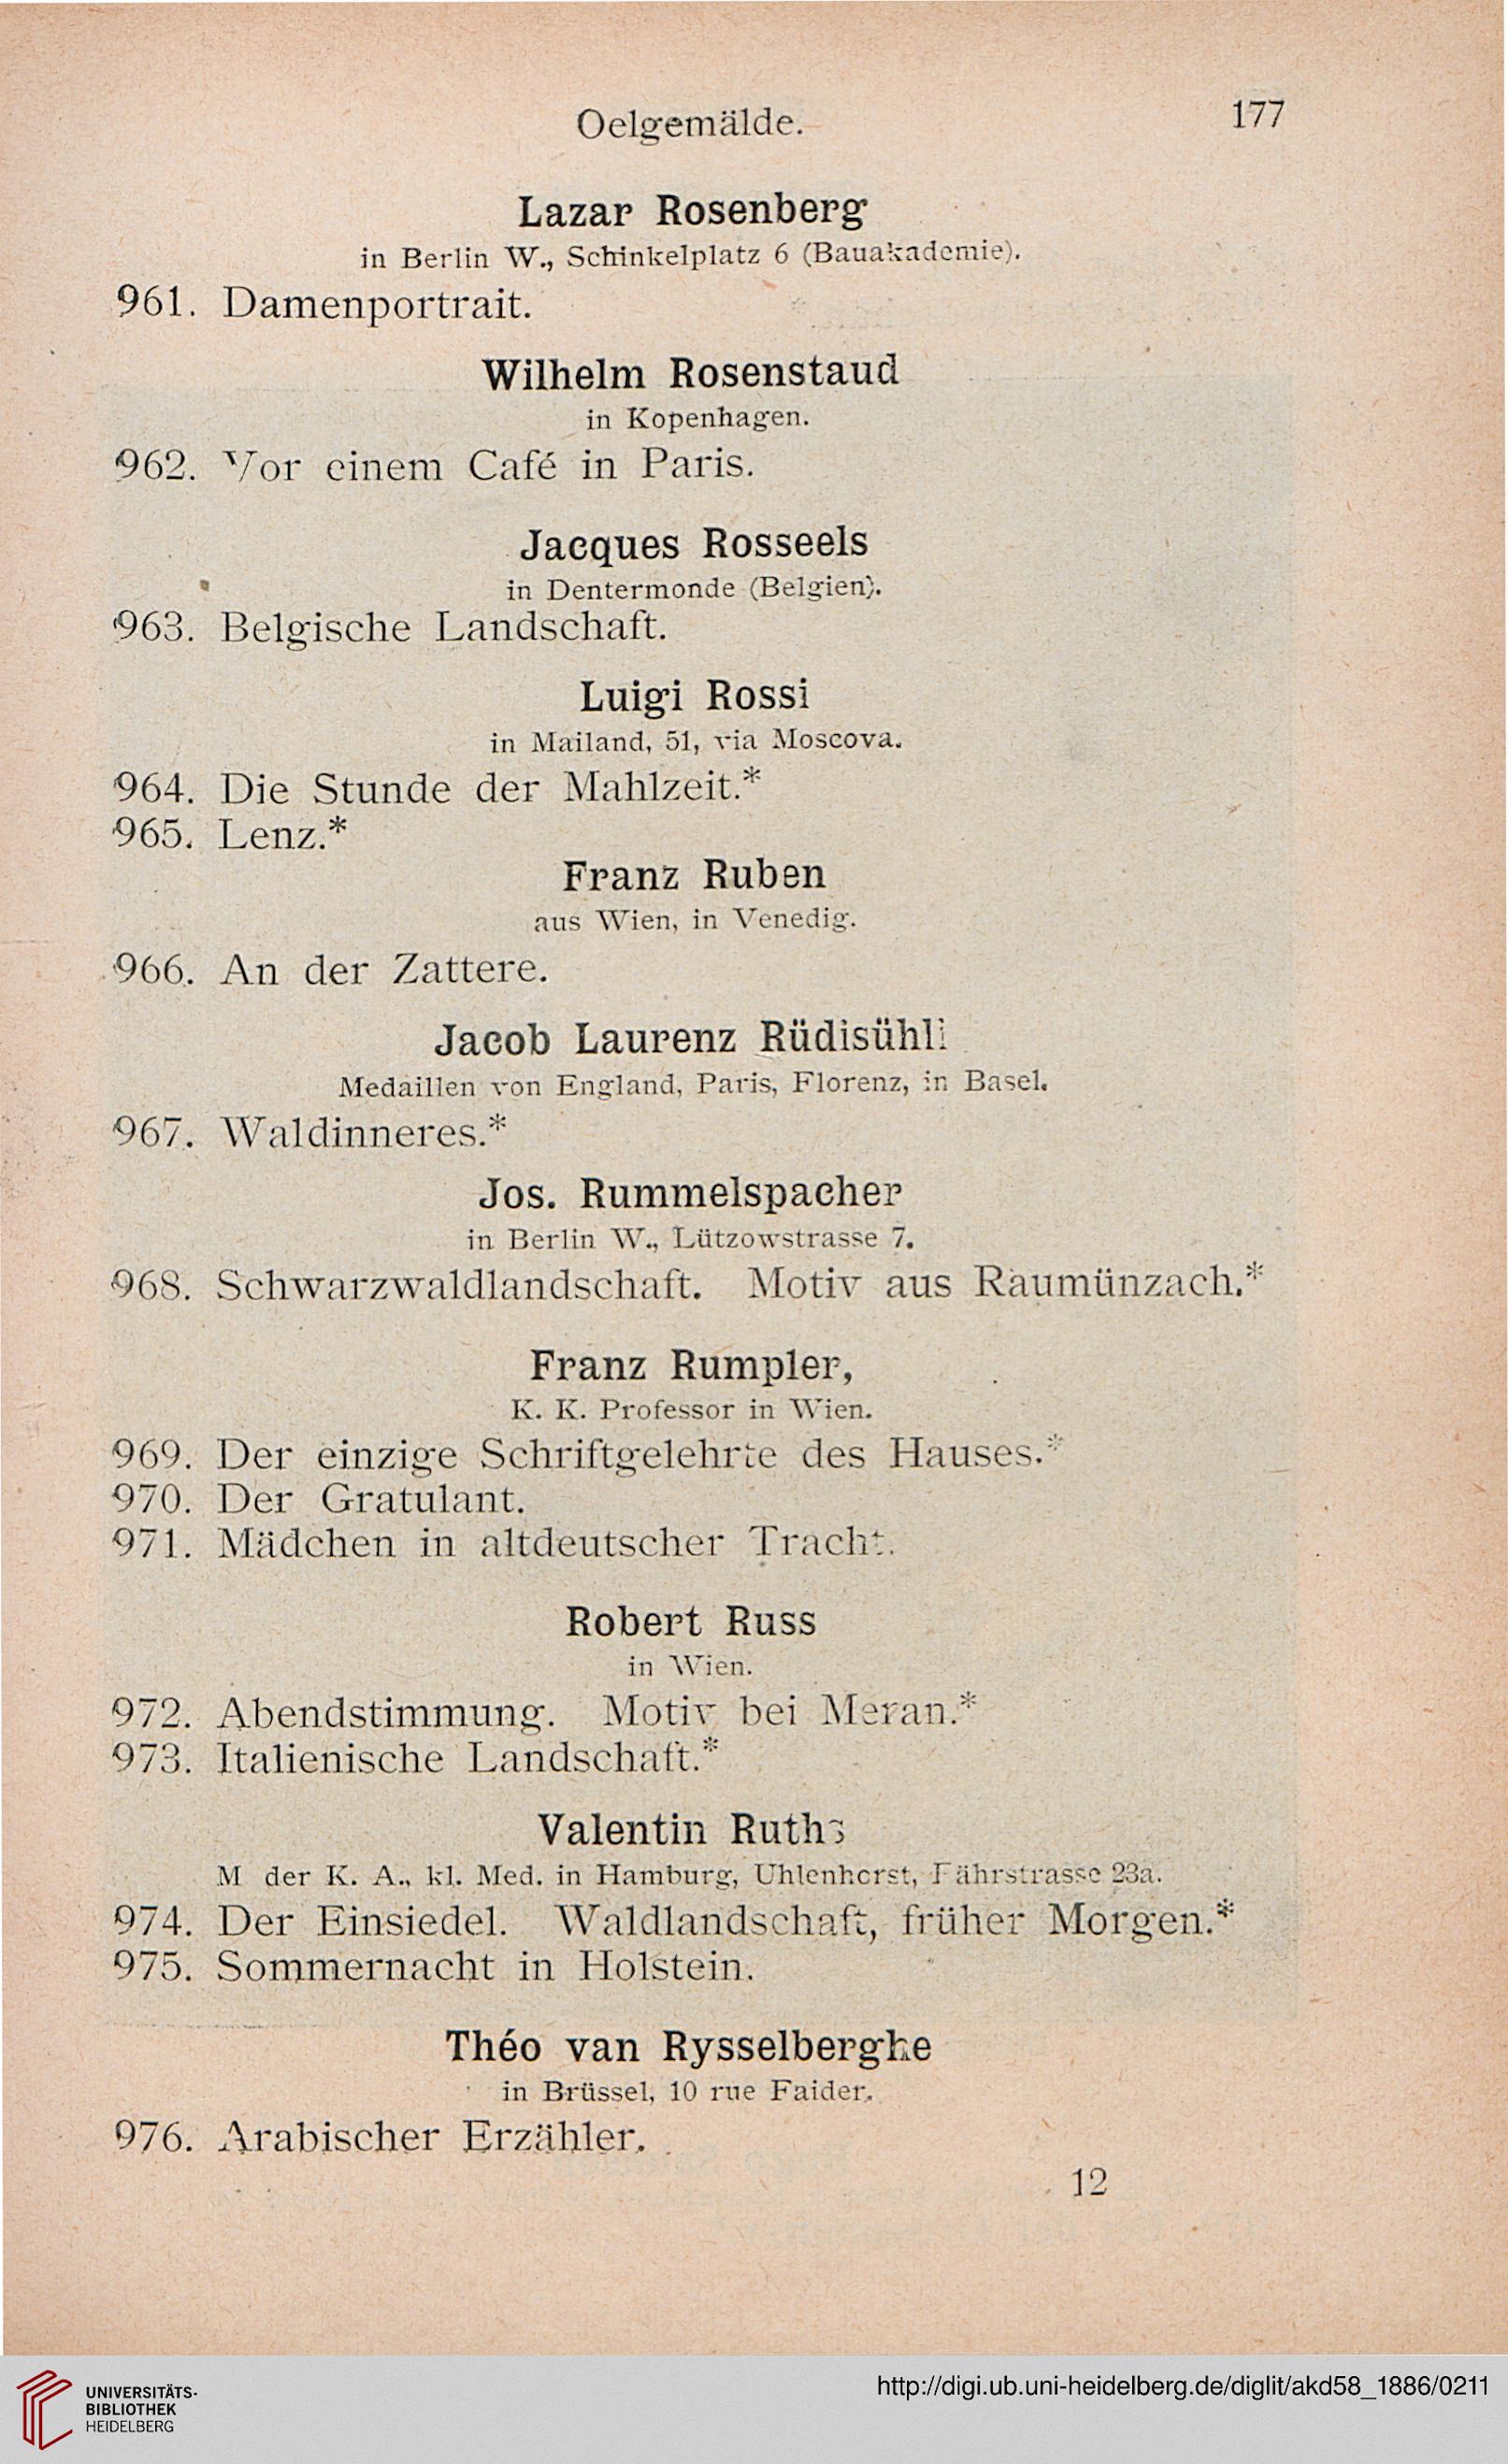 Oelgemälde.
177
Lazar Rosenberg
in Berlin W., Schinkelplatz 6 (Bauakademie).
961. Damenportrait.
Wilhelm Rosenstaud
in Kopenhagen.
962. Vor einem Café in Paris.
Jacques Rosseels
in Dentermonde (Belgien).
963. Belgische Landschaft.
Luigi Rossi
in Mailand, 51, via Moscova.
964. Die Stunde der Mahlzeit.*
965. Lenz.*
Franz Ruben
aus Wien, in Venedig.
966. An der Zattere.
Jacob Laurenz Rüdisühli
Medaillen von England, Paris, Florenz, in Basel.
967. Waldinneres.*
Jos. Rummelspacher
in Berlin W., Lützowstrasse 7.
968. Schwarzwaldlandschaft. Motiv aus Raumünzach.*
Franz Rumpler,
K. K. Professor in Wien.
969. Der einzige Schriftgelehrte des Hauses.*
970. Der Gratulant.
971. Mädchen in altdeutscher Tracht.
Robert Russ
in Wien.
972. Abendstimmung. Motiv bei Meran.*
973. Italienische Landschaft.*
Valentin Ruths
M der K. A., kl. Med. in Hamburg, Uhlenhorst, Fährstrasse 23a.
974. Der Einsiedel. Waldlandschaft, früher Morgen.*
975. Sommernacht in Holstein.
Théo van Rysselberghe
in Brüssel, 10 rue Faider.
976. Arabischer Erzähler.
12
UNIVERSITÄTS-
BIBLIOTHEK
HEIDELBERG
http://digi.ub.uni-heidelberg.de/diglit/akd58_1886/0211